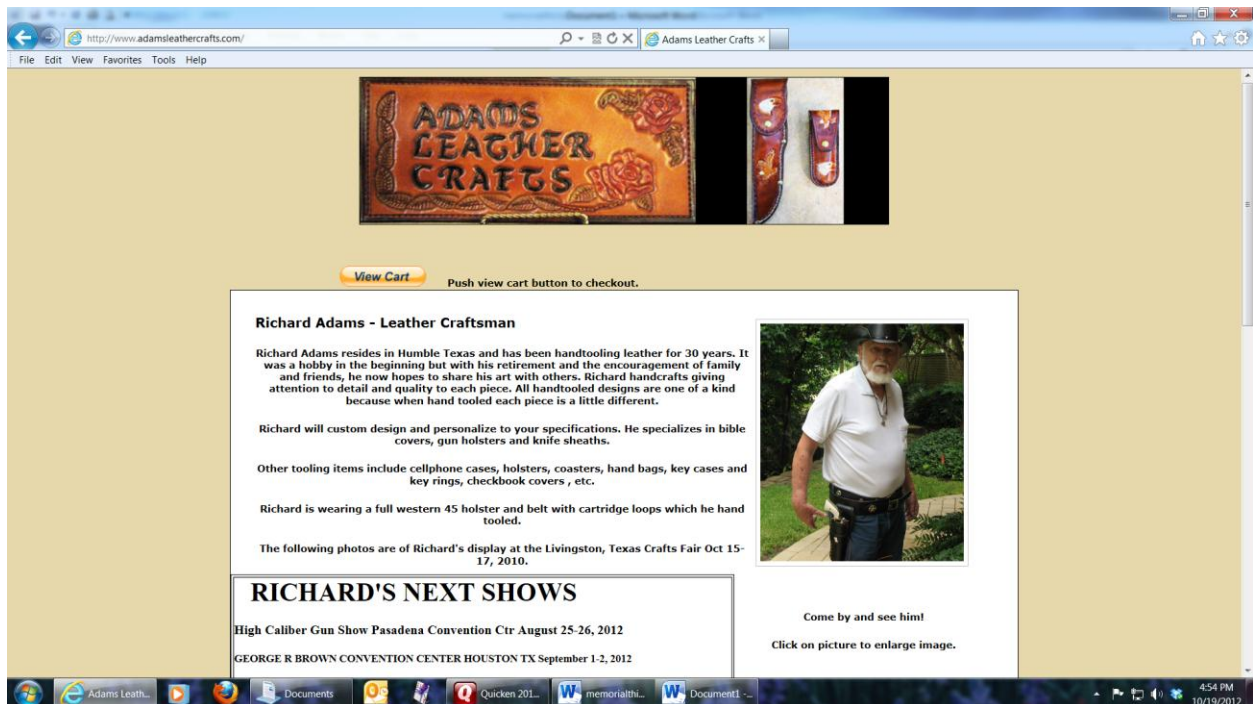 Document1 - Microsoft Word
http://www.adamsleathercrafts.com/
Adams Leather Crafts
File Edit View Favorites Tools Help
ADAMS
LEATHER
CRAFTS
View Cart
Push view cart button to checkout.
Richard Adams - Leather Craftsman
Richard Adams resides in Humble Texas and has been handtooling leather for 30 years. It
was a hobby in the beginning but with his retirement and the encouragement of family
and friends, he now hopes to share his art with others. Richard handcrafts giving
attention to detail and quality to each piece. All handtooled designs are one of a kind
because when hand tooled each piece is a little different.
Richard will custom design and personalize to your specifications. He specializes in bible
covers, gun holsters and knife sheaths.
Other tooling items include cellphone cases, holsters, coasters, hand bags, key cases and
key rings, checkbook covers , etc.
Richard is wearing a full western 45 holster and belt with cartridge loops which he hand
tooled.
The following photos are of Richard's display at the Livingston, Texas Crafts Fair Oct 15-
17, 2010.
RICHARD'S NEXT SHOWS
High Caliber Gun Show Pasadena Convention Ctr August 25-26, 2012
GEORGE R BROWN CONVENTION CENTER HOUSTON TX September 1-2, 2012
Come by and see him!
Click on picture to enlarge image.
Adams Leath...
Documents
Quicken 201...
memorialthi...
Document1 -...
4:54 PM
10/19/2012